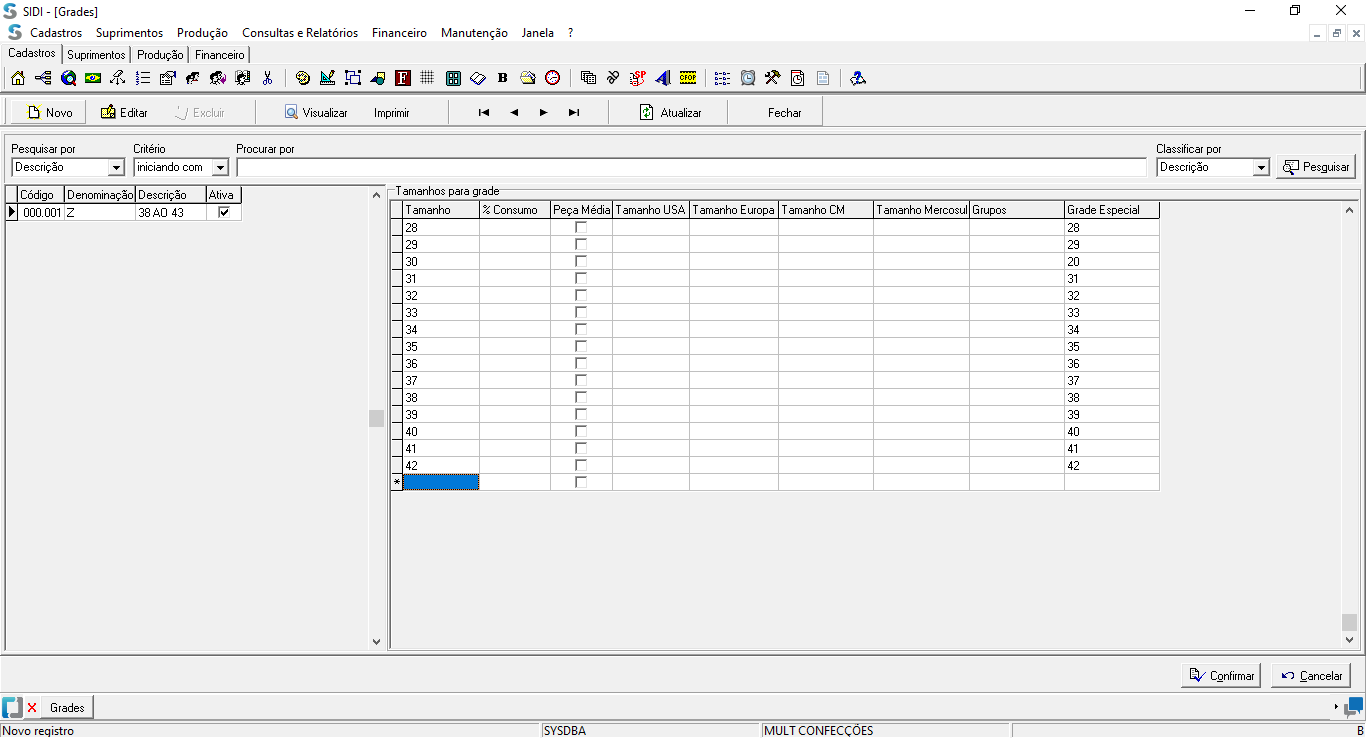 SIDI - [Grades]
Cadastros Suprimentos Produção Consultas e Relatórios Financeiro Manutenção Janela ?
Cadastros Suprimentos Produção Financeiro
F B SP CFOP
Novo Editar Excluir Visualizar Imprimir Atualizar Fechar
Pesquisar por Critério Procurar por Classificar por
Descrição iniciando com Descrição Pesquisar
Tamanhos para grade
Código Denominação Descrição Ativa
000.001 Z 38 AO 43
Tamanho % Consumo Peça Média Tamanho USA Tamanho Europa Tamanho CM Tamanho Mercosul Grupos Grade Especial
28 28
29 29
30 20
31 31
32 32
33 33
34 34
35 35
36 36
37 37
38 38
39 39
40 40
41 41
42 42
*
Confirmar Cancelar
Grades
Novo registro SYSDBA MULT CONFECÇÕES B